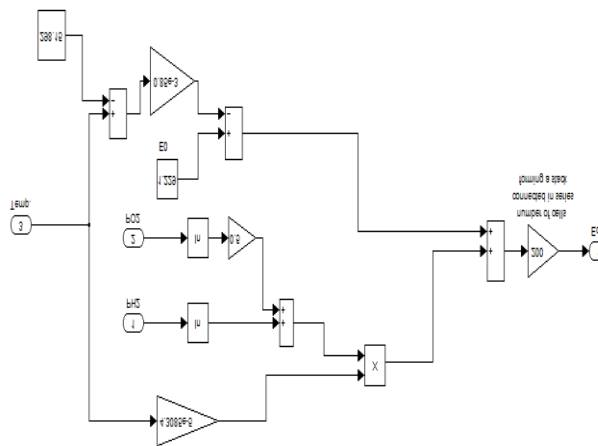 298.15
0.85e-3
E0
1.229
Temp.
3
PO2
2
ln
0.5
PH2
1
ln
4.3085e-5
X
forming a stack
connected in series
number of cells
200